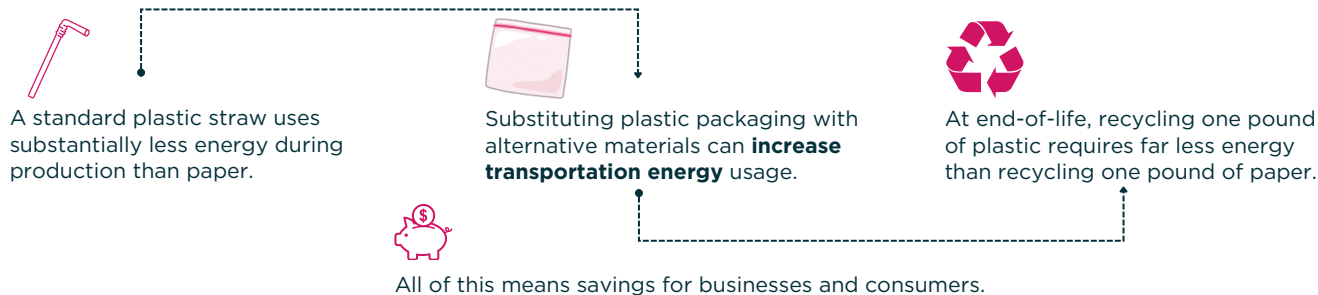 A standard plastic straw uses
substantially less energy during
production than paper.
Substituting plastic packaging with
alternative materials can increase
transportation energy usage.
At end-of-life, recycling one pound
of plastic requires far less energy
than recycling one pound of paper.
$
All of this means savings for businesses and consumers.